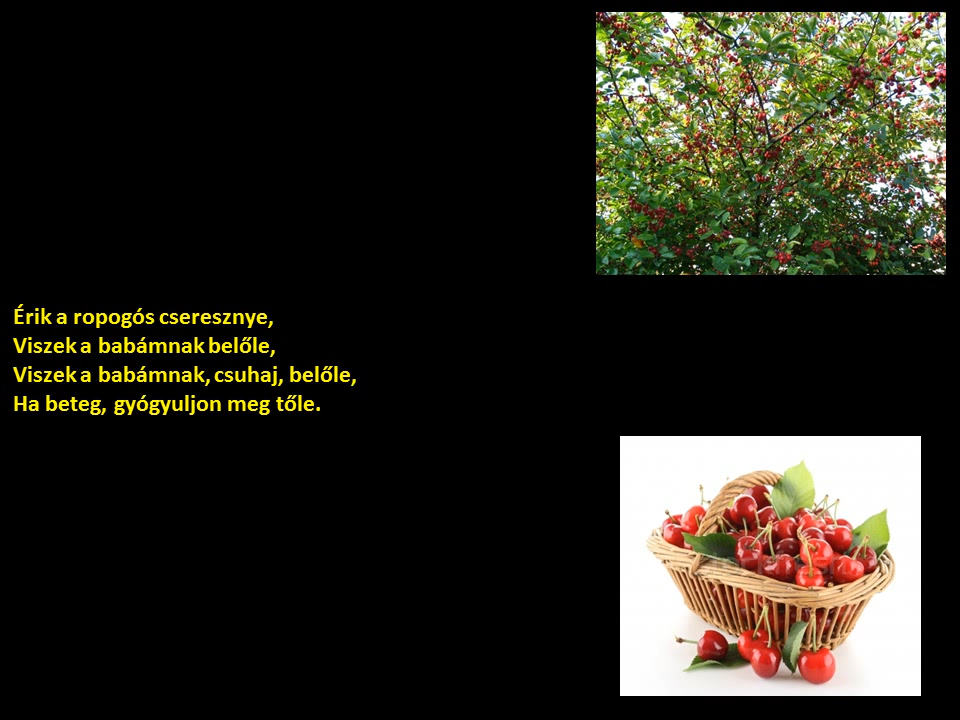 Érik a ropogós cseresznye,
Viszek a babámnak belőle,
Viszek a babámnak, csuhaj, belőle,
Ha beteg, gyógyuljon meg tőle.